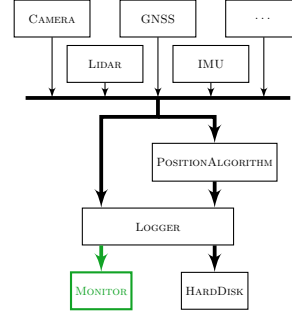 Camera GNSS ...
Lidar IMU
PositionAlgorithm
Logger
Monitor HardDisk